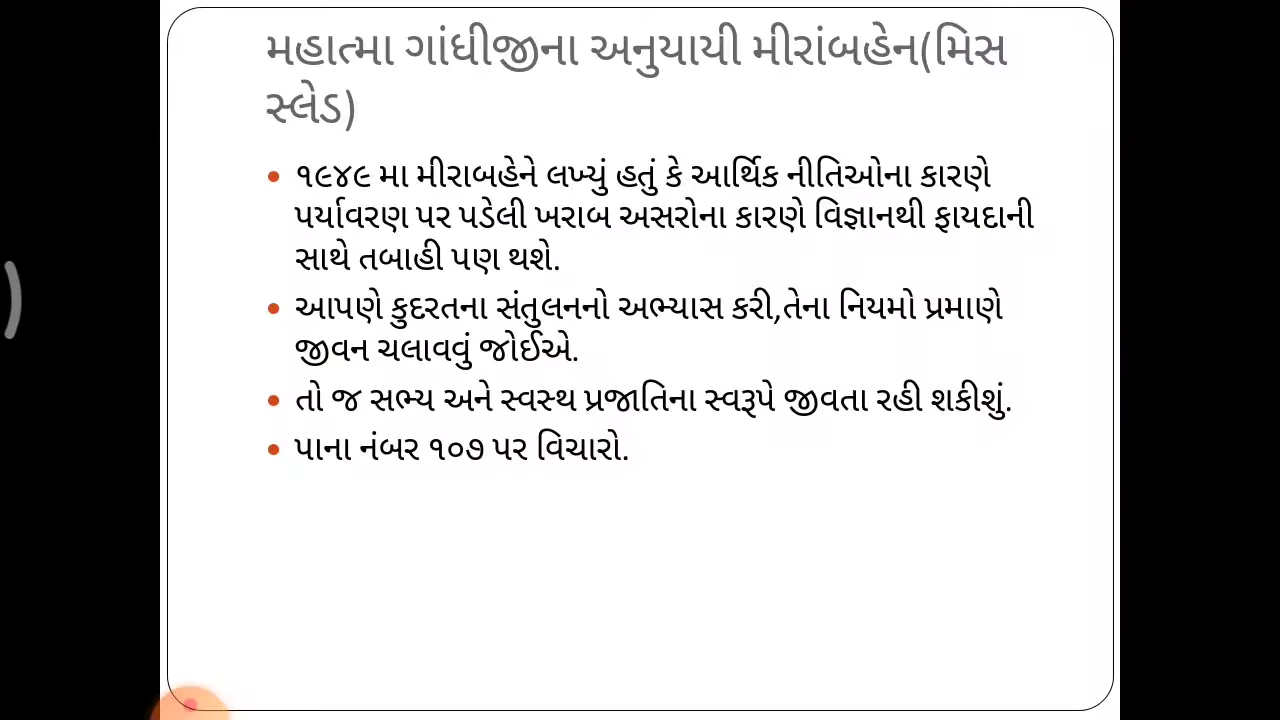 મહાત્મા ગાંધીજીના અનુયાયી મીરાંબહેન(મિસ
સ્લેડ)
• ૧૯૪૯ મા મીરાબહેને લખ્યું હતું કે આર્થિક નીતિઓના કારણે
પર્યાવરણ પર પડેલી ખરાબ અસરોના કારણે વિજ્ઞાનથી ફાયદાની
સાથે તબાહી પણ થશે.
• આપણે કુદરતના સંતુલનનો અભ્યાસ કરી,તેના નિયમો પ્રમાણે
જીવન ચલાવવું જોઈએ.
• તો જ સભ્ય અને સ્વસ્થ પ્રજાતિના સ્વરૂપે જીવતા રહી શકીશું.
• પાના નંબર ૧૦૭ પર વિચારો.